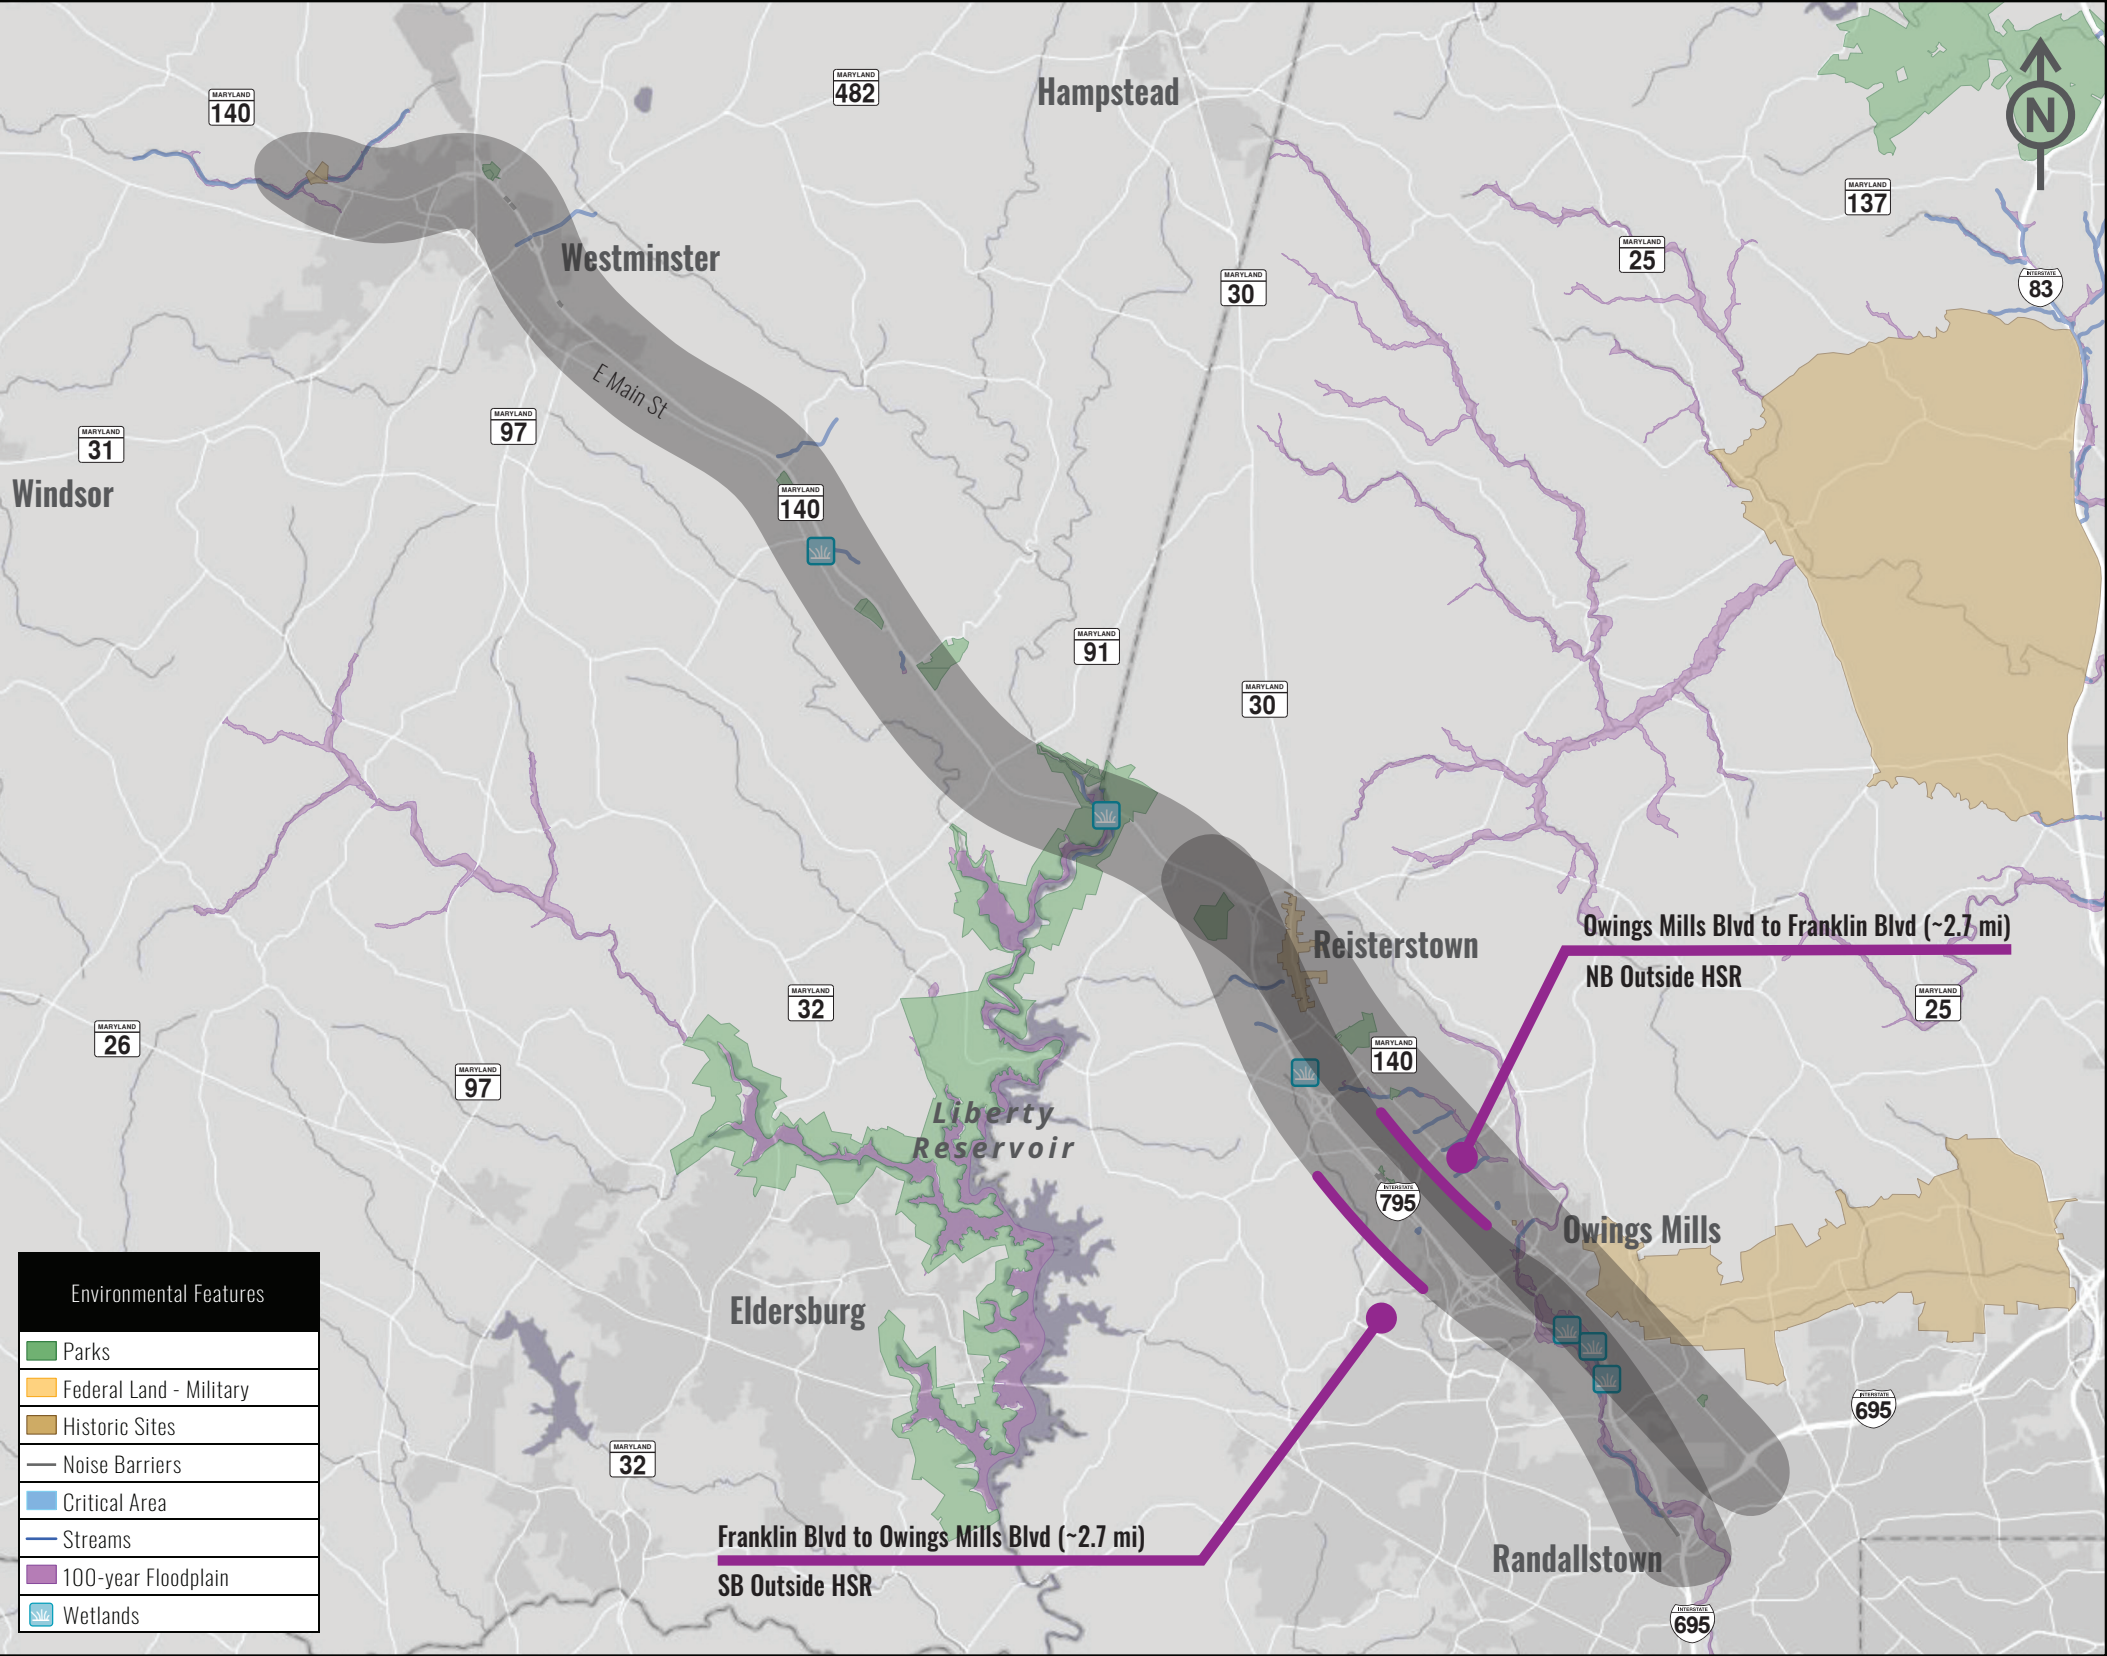 MARYLAND
140
MARYLAND
482
Hampstead
N
MARYLAND
137
MARYLAND
25
INTERSTATE
83
Westminster
MARYLAND
30
E Main St
MARYLAND
97
MARYLAND
31
Windsor
MARYLAND
140
MARYLAND
91
MARYLAND
30
Reisterstown
Owings Mills Blvd to Franklin Blvd (~2.7 mi)
NB Outside HSR
MARYLAND
25
MARYLAND
32
MARYLAND
26
MARYLAND
140
MARYLAND
97
Liberty
Reservoir
INTERSTATE
795
Owings Mills
Eldersburg
INTERSTATE
695
MARYLAND
32
Franklin Blvd to Owings Mills Blvd (~2.7 mi)
SB Outside HSR
Randallstown
INTERSTATE
695
Environmental Features
Parks
Federal Land - Military
Historic Sites
Noise Barriers
Critical Area
Streams
100-year Floodplain
Wetlands